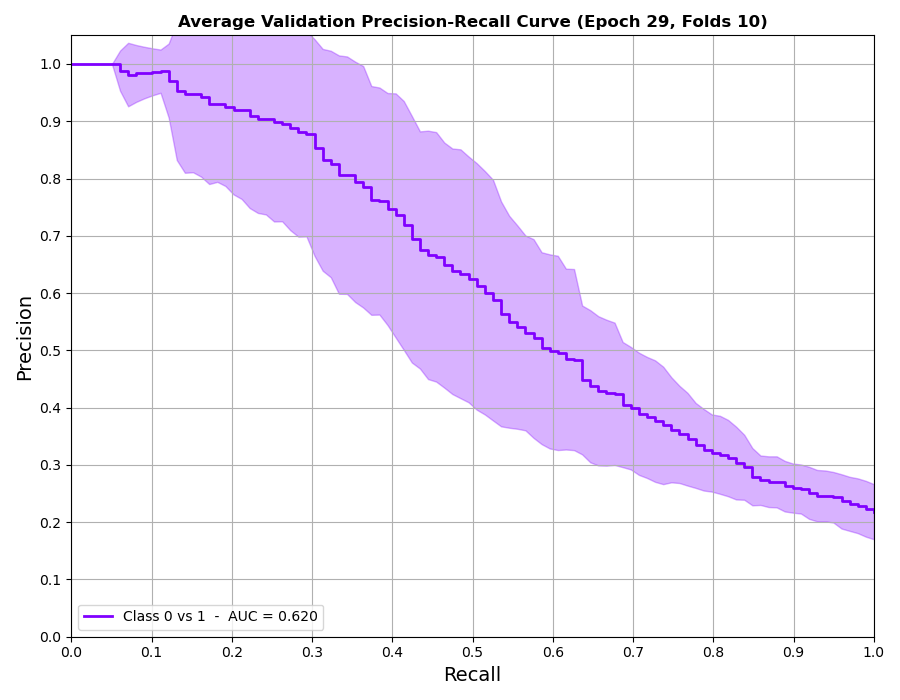 Average Validation Precision-Recall Curve (Epoch 29, Folds 10)
Precision
1.0
0.9
0.8
0.7
0.6
0.5
0.4
0.3
0.2
0.1
0.0
Class 0 vs 1 - AUC = 0.620
0.0 0.1 0.2 0.3 0.4 0.5 0.6 0.7 0.8 0.9 1.0
Recall